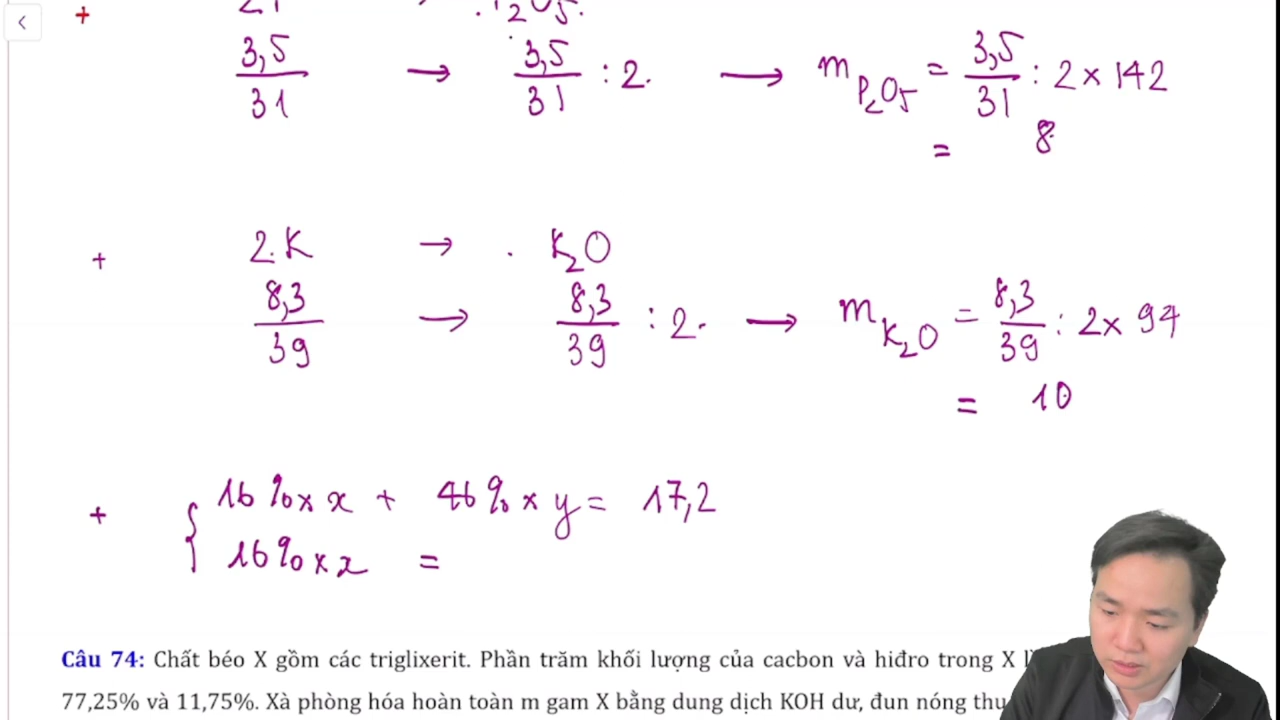 + 2P → P₂O₅.
3,5/31 → 3,5/31 : 2. → m P₂O₅ = 3,5/31 : 2 x 142
= 8
+ 2.K → . K₂O
8,3/39 → 8,3/39 : 2. → m K₂O = 8,3/39 : 2 x 94
= 10
+ { 16% x x + 46% x y = 17,2
16% x x =
Câu 74: Chất béo X gồm các triglixerit. Phần trăm khối lượng của cacbon và hiđro trong X
77,25% và 11,75%. Xà phòng hóa hoàn toàn m gam X bằng dung dịch KOH dư, đun nóng thu